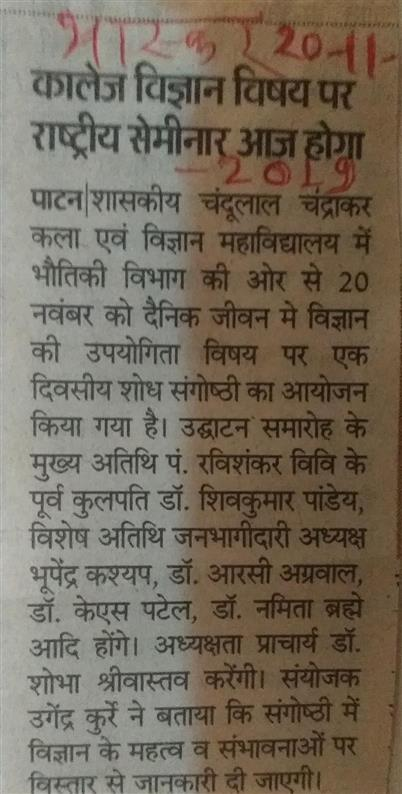 भास्कर 20-11-
कालेज विज्ञान विषय पर
राष्ट्रीय सेमीनार आज होगा
-2019
पाटन|शासकीय चंदूलाल चंद्राकर
कला एवं विज्ञान महाविद्यालय में
भौतिकी विभाग की ओर से 20
नवंबर को दैनिक जीवन मे विज्ञान
की उपयोगिता विषय पर एक
दिवसीय शोध संगोष्ठी का आयोजन
किया गया है। उद्घाटन समारोह के
मुख्य अतिथि पं. रविशंकर विवि के
पूर्व कुलपति डॉ. शिवकुमार पांडेय,
विशेष अतिथि जनभागीदारी अध्यक्ष
भूपेंद्र कश्यप, डॉ. आरसी अग्रवाल,
डॉ. केएस पटेल, डॉ. नमिता ब्रह्मे
आदि होंगे। अध्यक्षता प्राचार्य डॉ.
शोभा श्रीवास्तव करेंगी। संयोजक
उगेंद्र कुर्रे ने बताया कि संगोष्ठी में
विज्ञान के महत्व व संभावनाओं पर
विस्तार से जानकारी दी जाएगी।